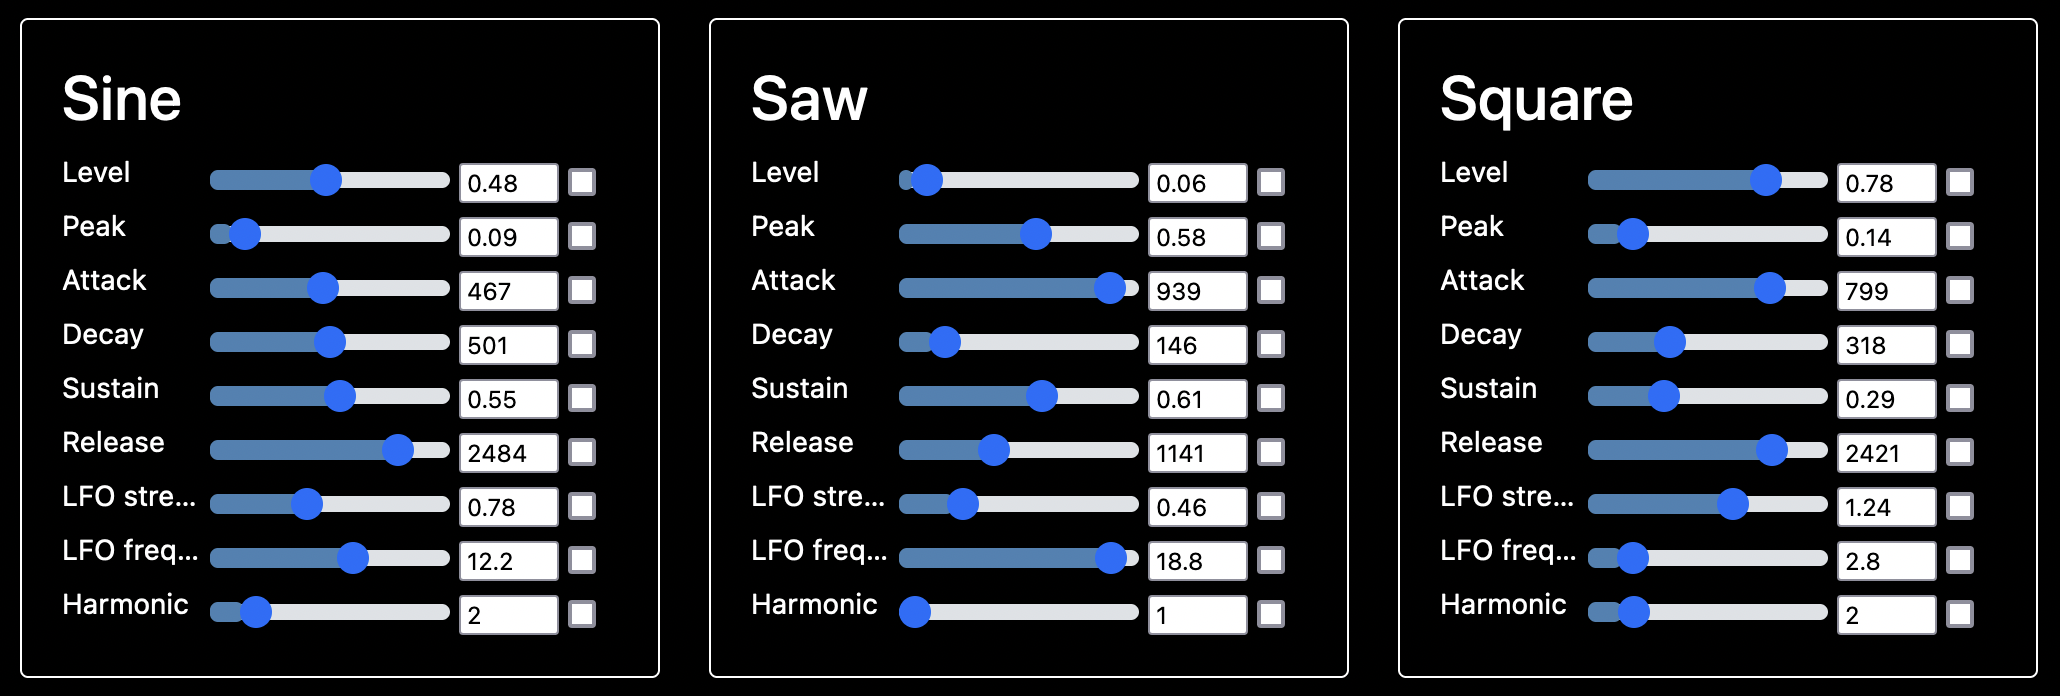 Sine
Level 0.48
Peak 0.09
Attack 467
Decay 501
Sustain 0.55
Release 2484
LFO stre... 0.78
LFO freq... 12.2
Harmonic 2
Saw
Level 0.06
Peak 0.58
Attack 939
Decay 146
Sustain 0.61
Release 1141
LFO stre... 0.46
LFO freq... 18.8
Harmonic 1
Square
Level 0.78
Peak 0.14
Attack 799
Decay 318
Sustain 0.29
Release 2421
LFO stre... 1.24
LFO freq... 2.8
Harmonic 2